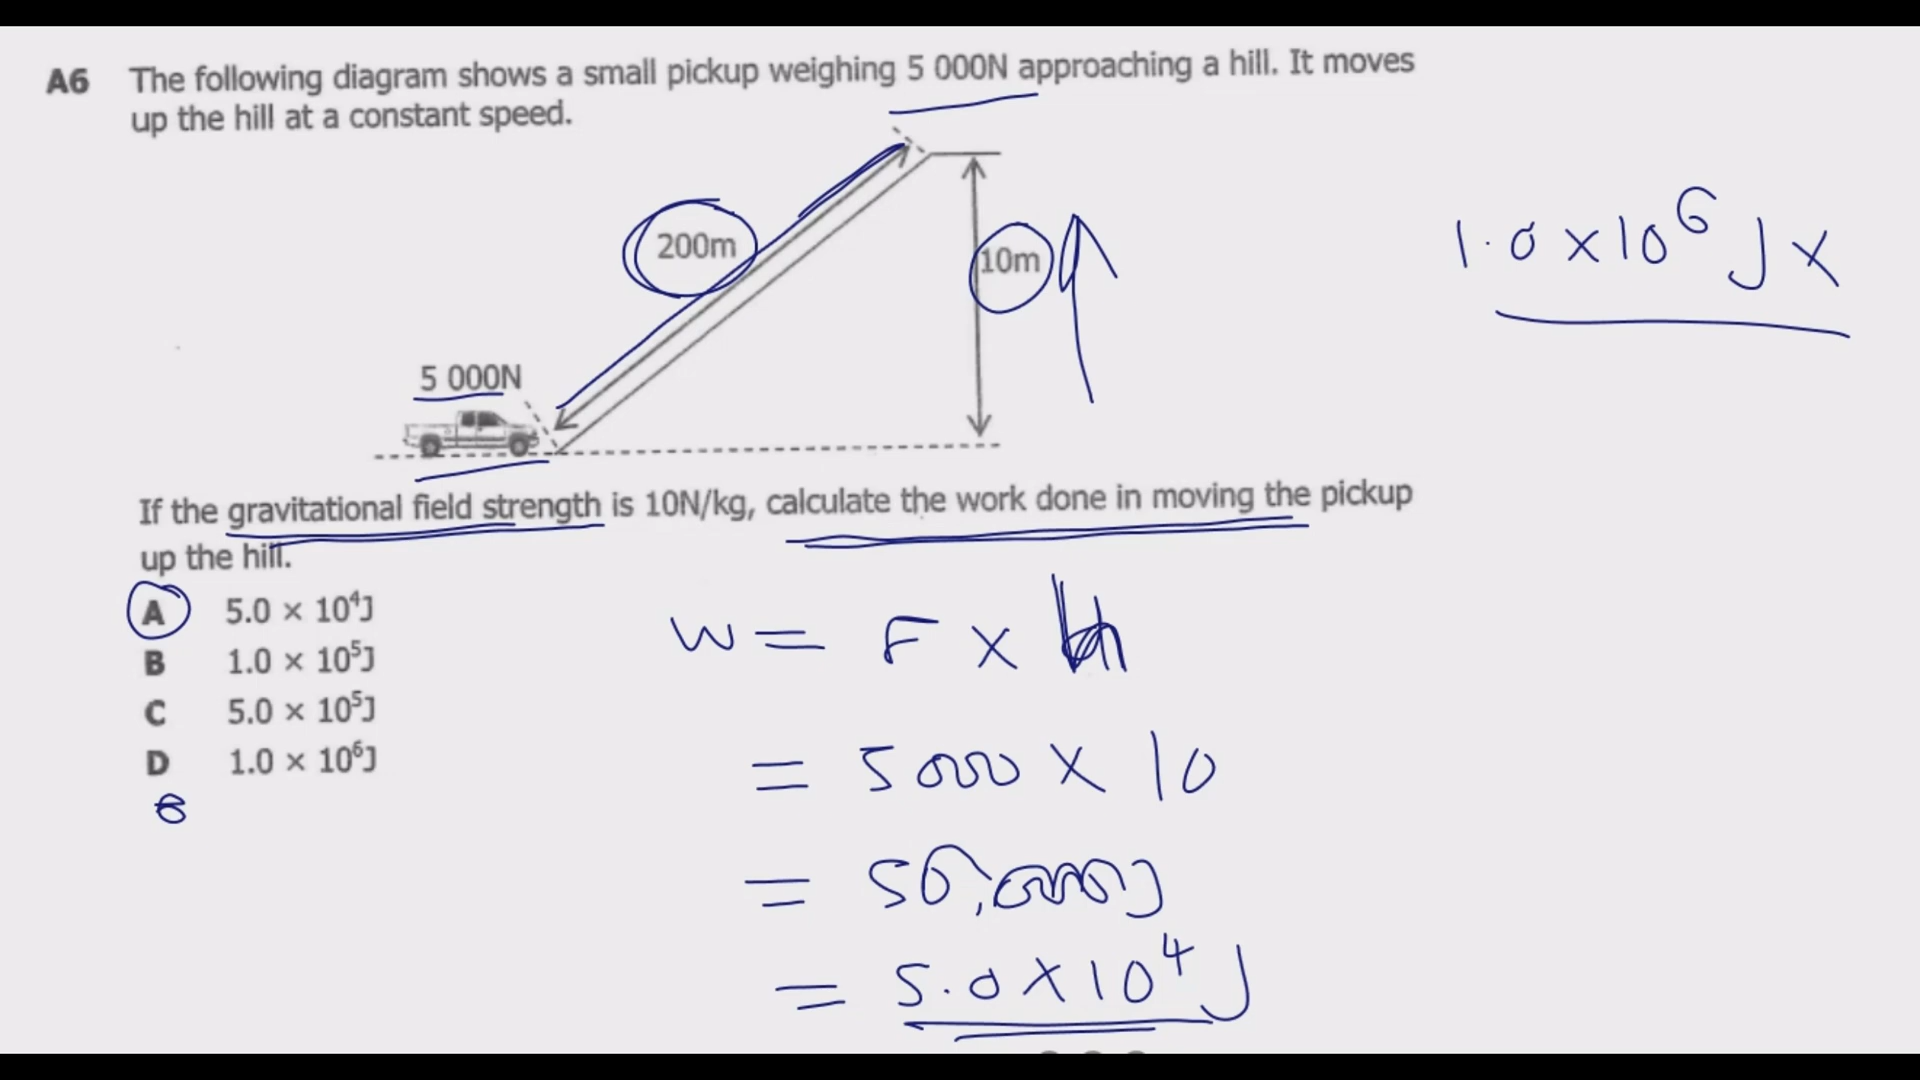 A6 The following diagram shows a small pickup weighing 5 000N approaching a hill. It moves
up the hill at a constant speed.
200m
10m
1.0 × 10⁶ J ×
5 000N
If the gravitational field strength is 10N/kg, calculate the work done in moving the pickup
up the hill.
A 5.0 × 10⁴J
B 1.0 × 10⁵J
C 5.0 × 10⁵J
D 1.0 × 10⁶J
W = F × h
= 5000 × 10
= 50,000J
= 5.0 × 10⁴ J